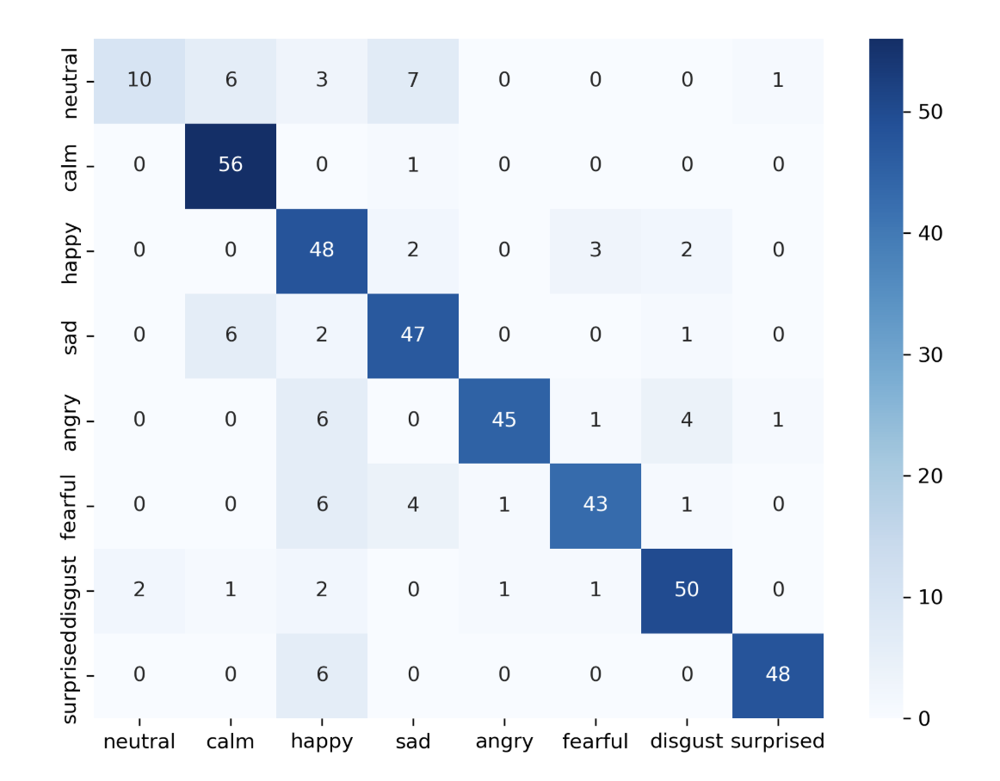 neutral 10 6 3 7 0 0 0 1
calm 0 56 0 1 0 0 0 0
happy 0 0 48 2 0 3 2 0
sad 0 6 2 47 0 0 1 0
angry 0 0 6 0 45 1 4 1
fearful 0 0 6 4 1 43 1 0
disgust 2 1 2 0 1 1 50 0
surprised 0 0 6 0 0 0 0 48
neutral calm happy sad angry fearful disgust surprised
50
40
30
20
10
0